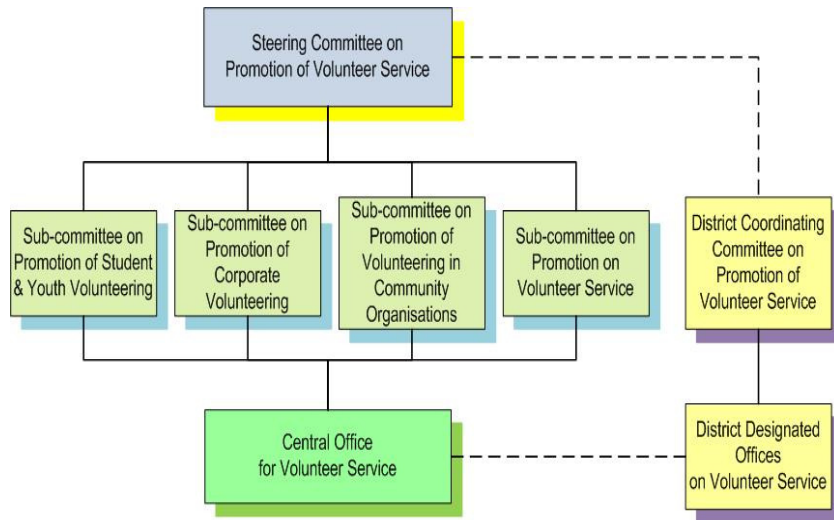 Steering Committee on
Promotion of Volunteer Service
Sub-committee on
Promotion of Student
& Youth Volunteering
Sub-committee on
Promotion of
Corporate
Volunteering
Sub-committee on
Promotion of
Volunteering in
Community
Organisations
Sub-committee on
Promotion on
Volunteer Service
District Coordinating
Committee on
Promotion of
Volunteer Service
Central Office
for Volunteer Service
District Designated
Offices
on Volunteer Service